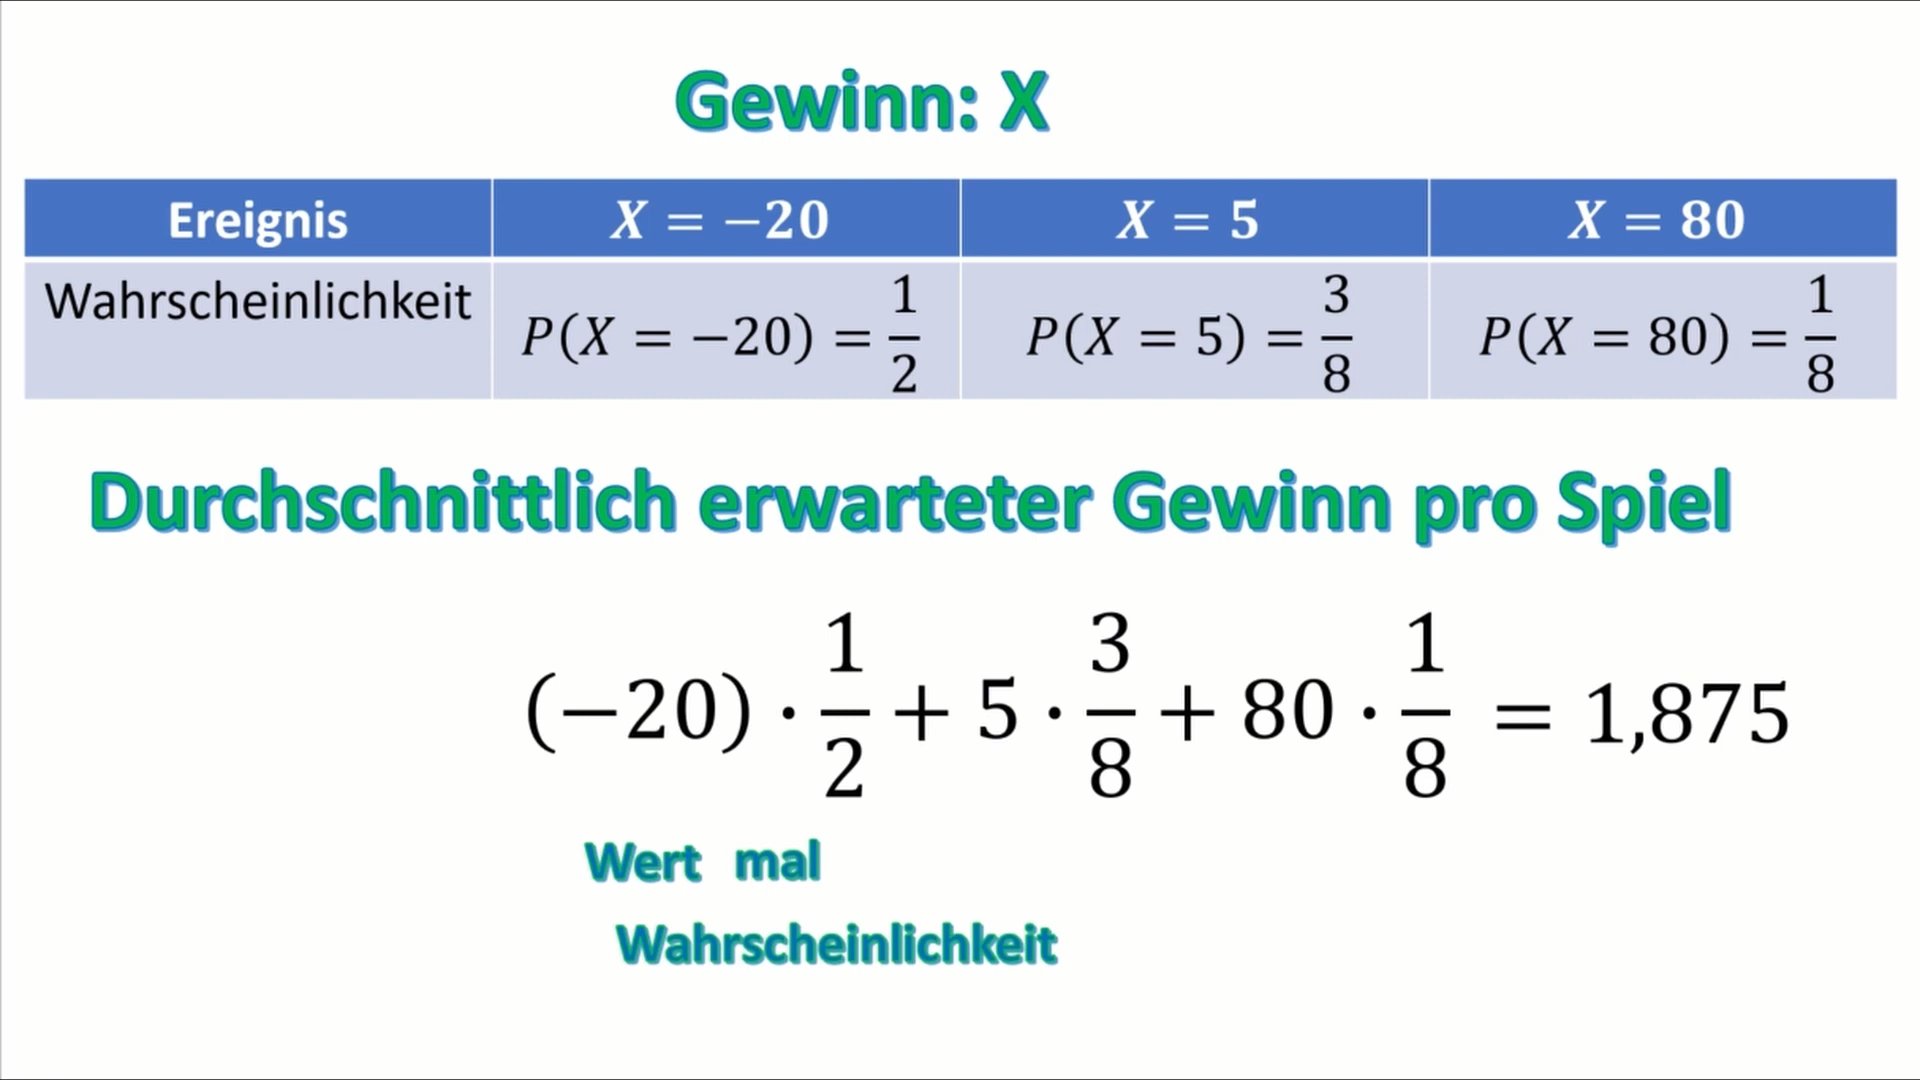 Gewinn: X
Ereignis X = −20 X = 5 X = 80
Wahrscheinlichkeit P(X = −20) = 1/2 P(X = 5) = 3/8 P(X = 80) = 1/8
Durchschnittlich erwarteter Gewinn pro Spiel
(−20) · 1/2 + 5 · 3/8 + 80 · 1/8 = 1,875
Wert mal
Wahrscheinlichkeit